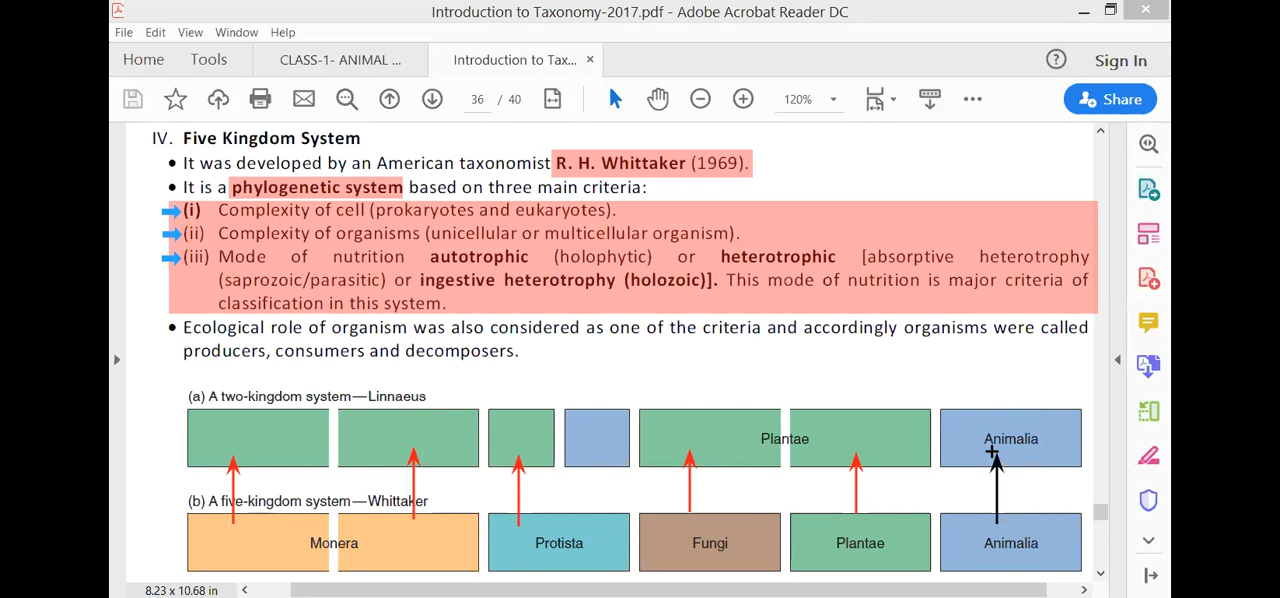 Introduction to Taxonomy-2017.pdf - Adobe Acrobat Reader DC
File Edit View Window Help
Home Tools CLASS-1- ANIMAL ... Introduction to Tax... × Sign In
36 / 40 120% Share
IV. Five Kingdom System
• It was developed by an American taxonomist R. H. Whittaker (1969).
• It is a phylogenetic system based on three main criteria:
(i) Complexity of cell (prokaryotes and eukaryotes).
(ii) Complexity of organisms (unicellular or multicellular organism).
(iii) Mode of nutrition autotrophic (holophytic) or heterotrophic [absorptive heterotrophy
(saprozoic/parasitic) or ingestive heterotrophy (holozoic)]. This mode of nutrition is major criteria of
classification in this system.
• Ecological role of organism was also considered as one of the criteria and accordingly organisms were called
producers, consumers and decomposers.
(a) A two-kingdom system—Linnaeus
Plantae Animalia
(b) A five-kingdom system—Whittaker
Monera Protista Fungi Plantae Animalia
8.23 x 10.68 in